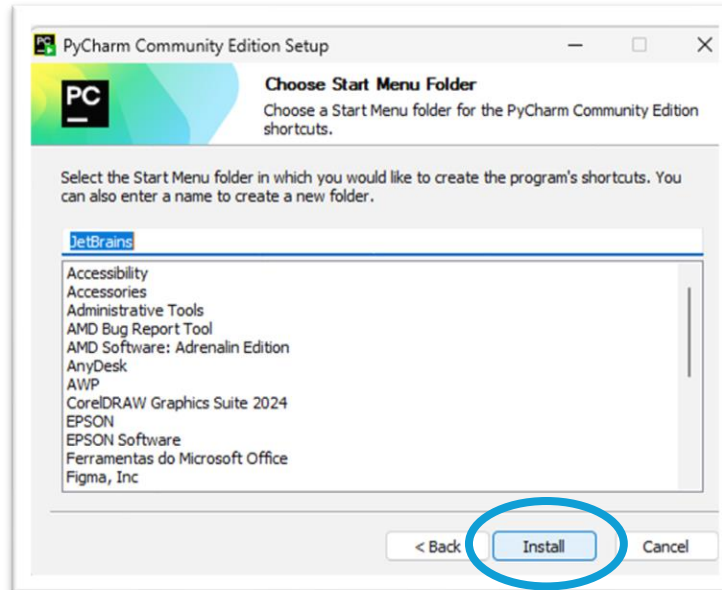 PyCharm Community Edition Setup
PC
Choose Start Menu Folder
Choose a Start Menu folder for the PyCharm Community Edition
shortcuts.
Select the Start Menu folder in which you would like to create the program's shortcuts. You
can also enter a name to create a new folder.
JetBrains
Accessibility
Accessories
Administrative Tools
AMD Bug Report Tool
AMD Software: Adrenalin Edition
AnyDesk
AWP
CorelDRAW Graphics Suite 2024
EPSON
EPSON Software
Ferramentas do Microsoft Office
Figma, Inc
< Back Install Cancel